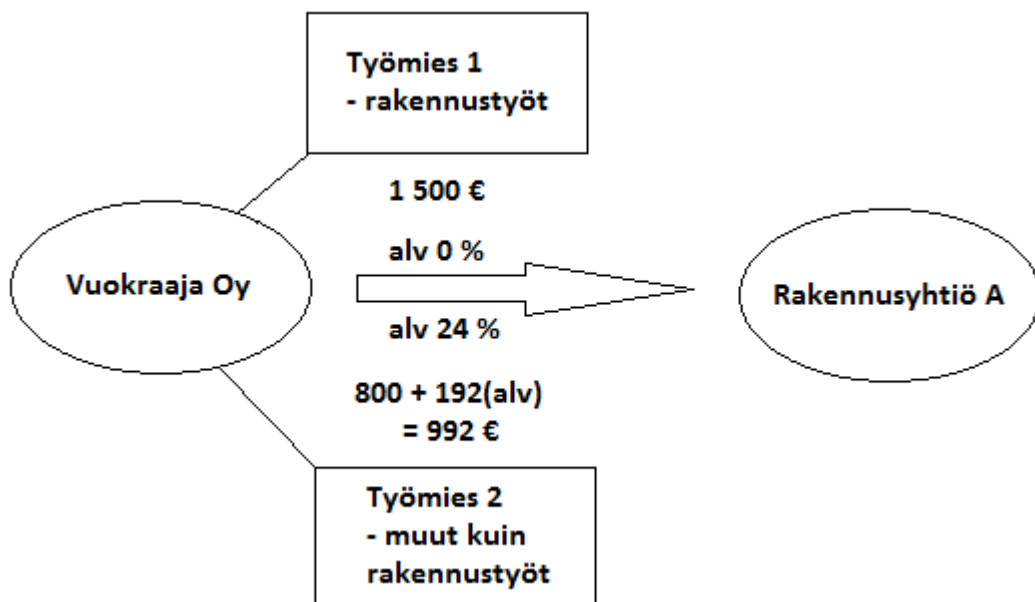 Työmies 1
- rakennustyöt
1 500 €
alv 0 %
Vuokraaja Oy
Rakennusyhtiö A
alv 24 %
800 + 192(alv)
= 992 €
Työmies 2
- muut kuin
rakennustyöt